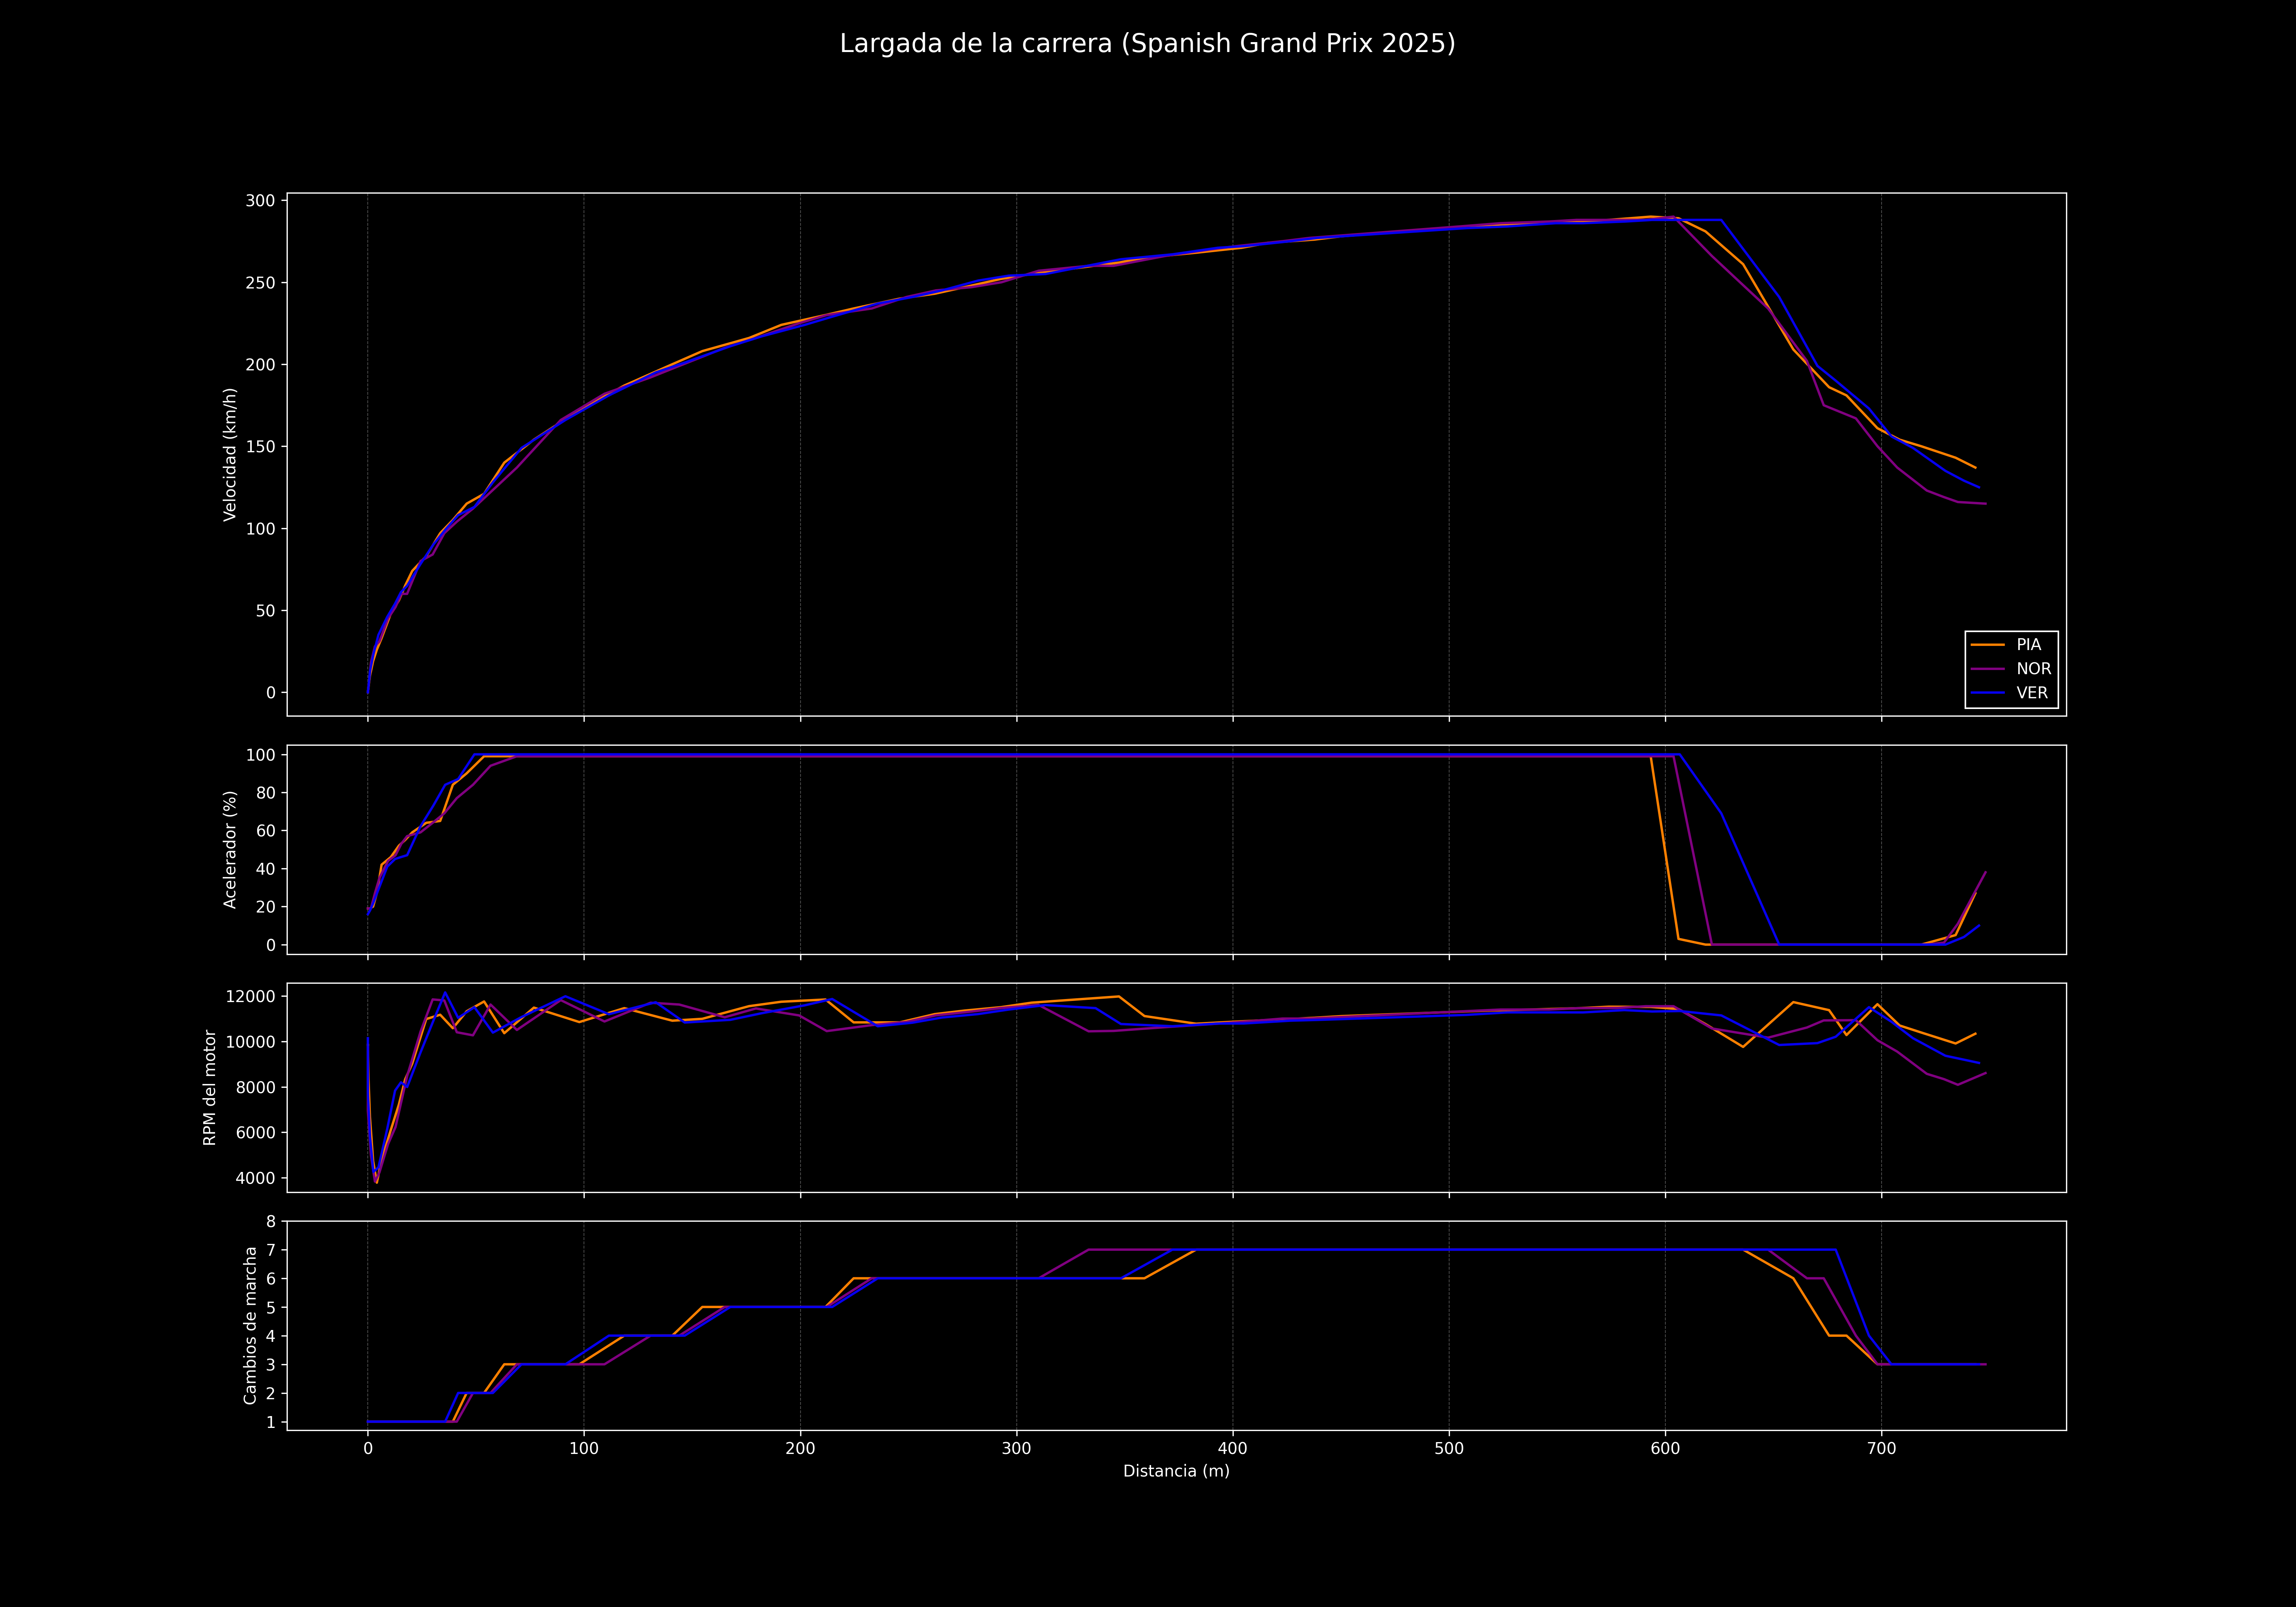 Largada de la carrera (Spanish Grand Prix 2025)
Velocidad (km/h)
300
250
200
150
100
50
0
PIA
NOR
VER
Acelerador (%)
100
80
60
40
20
0
RPM del motor
12000
10000
8000
6000
4000
Cambios de marcha
8
7
6
5
4
3
2
1
0 100 200 300 400 500 600 700
Distancia (m)